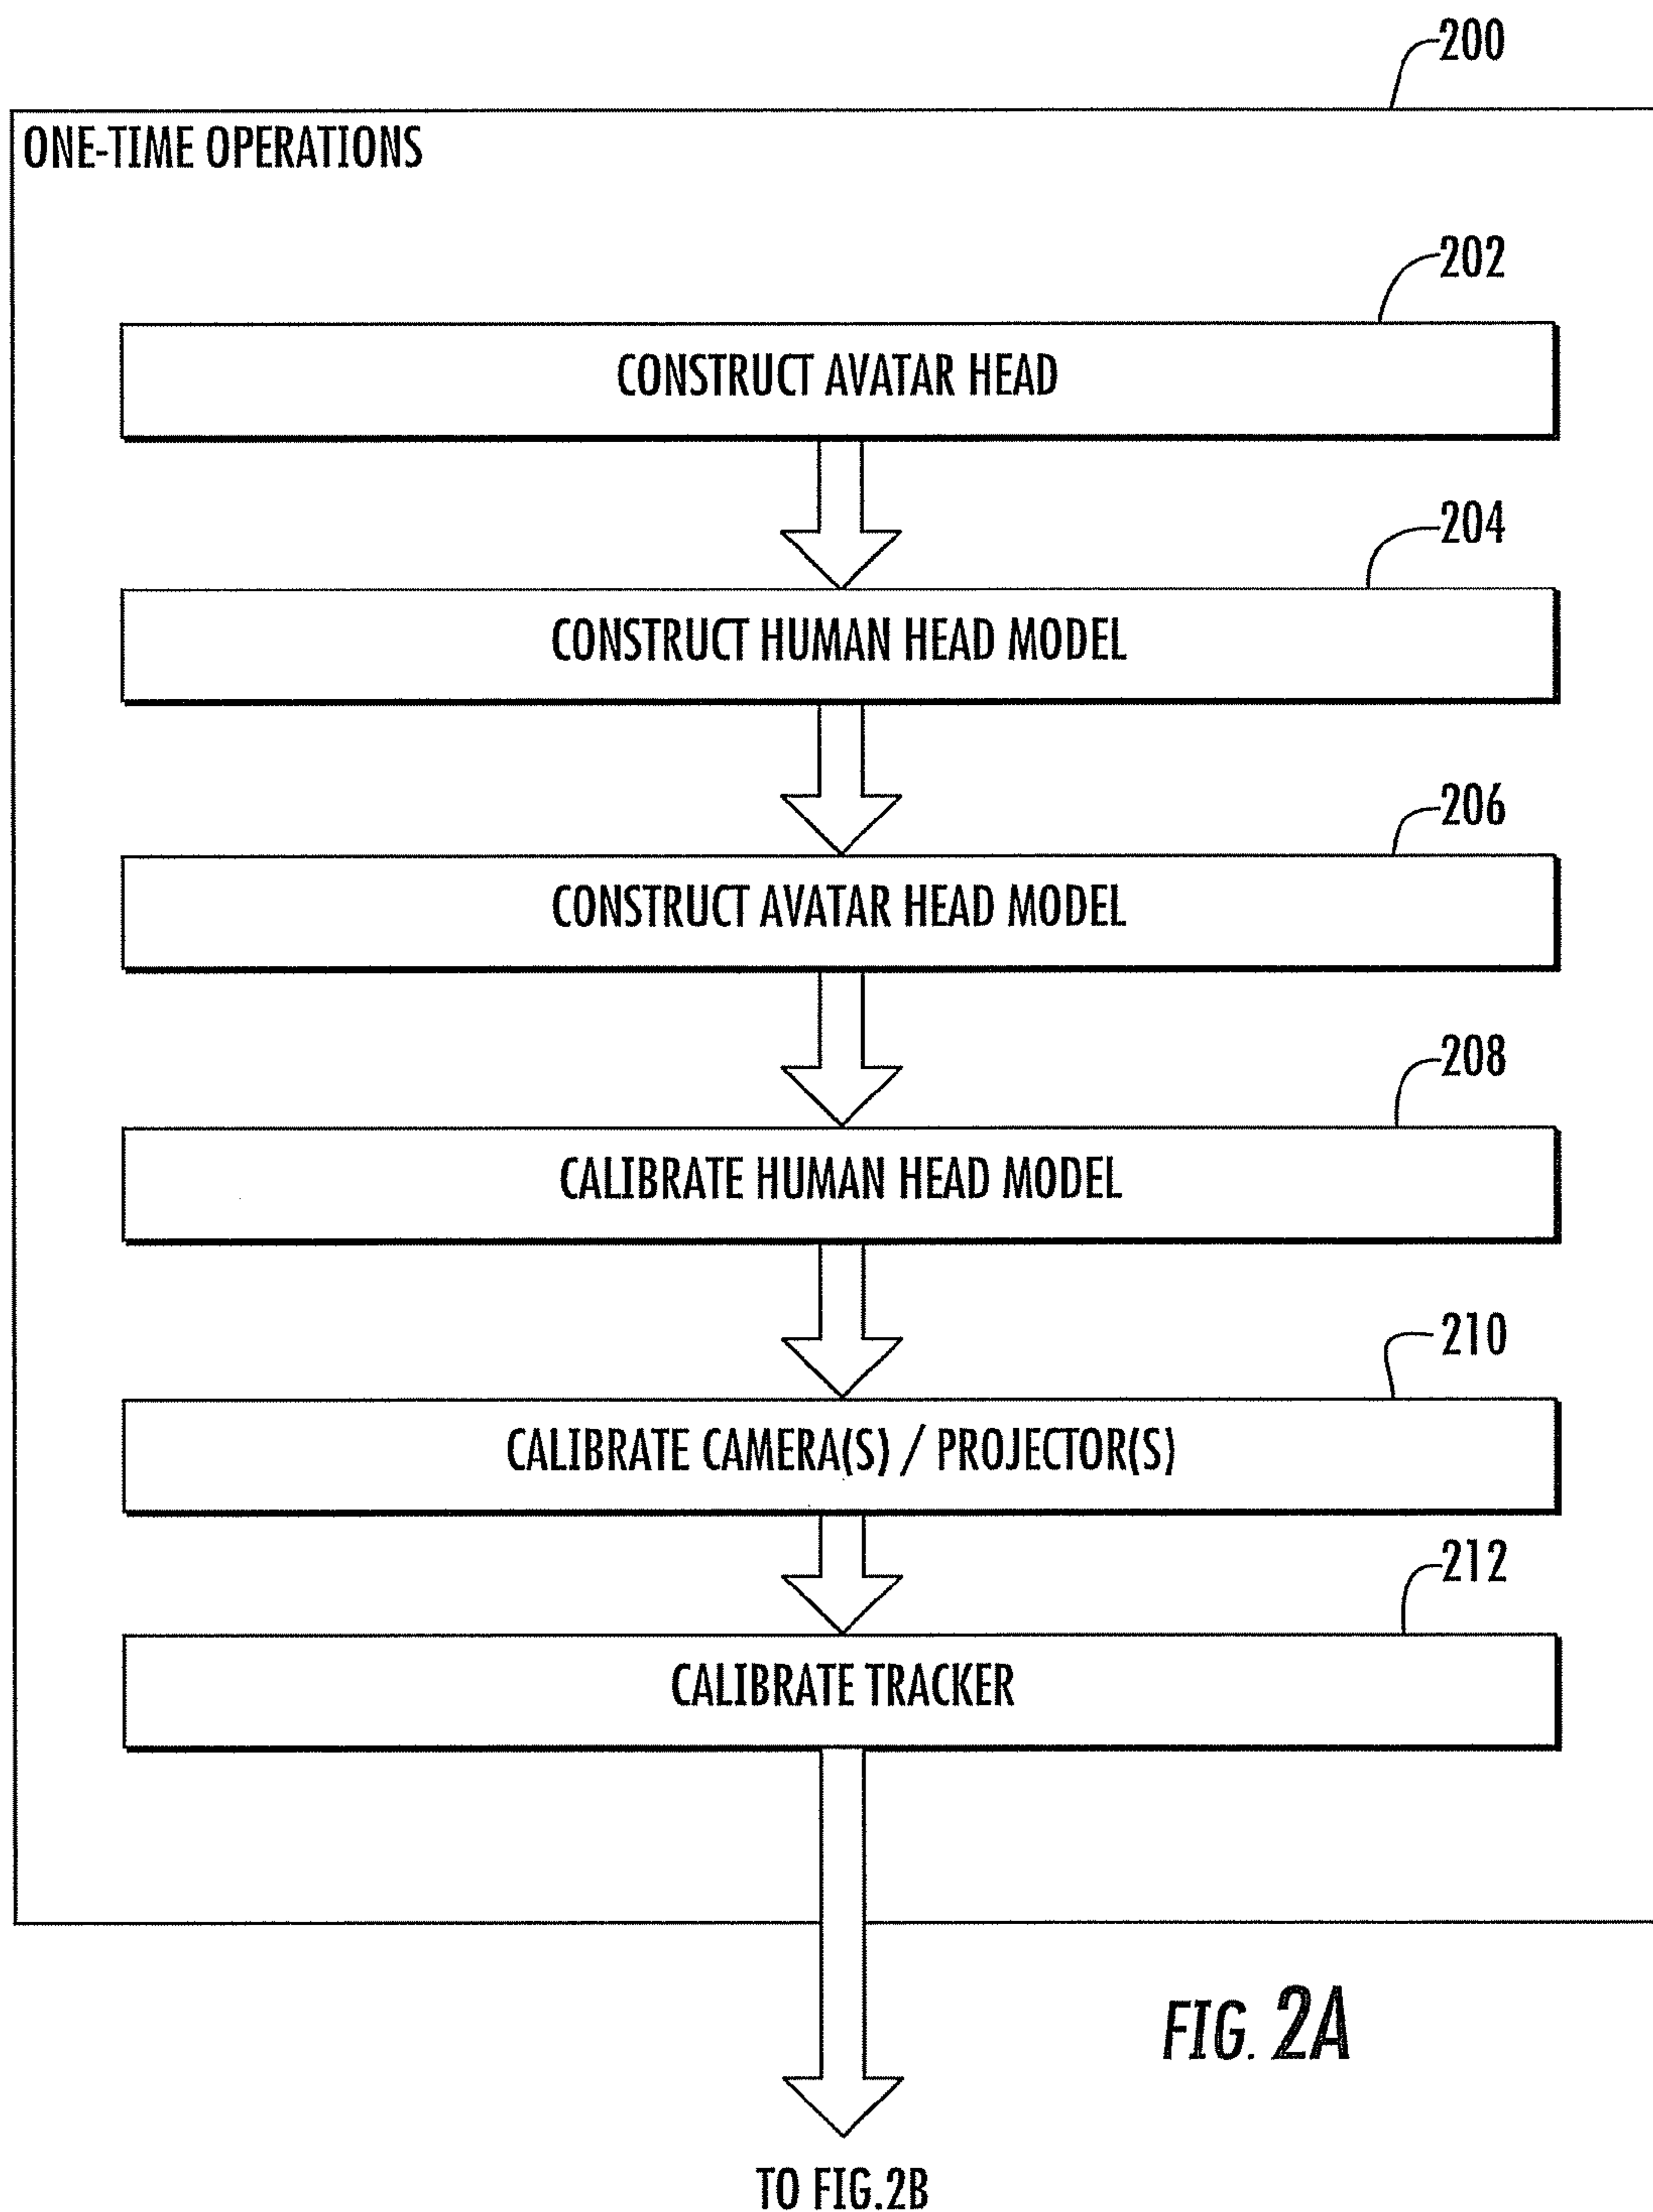 200
ONE-TIME OPERATIONS
202
CONSTRUCT AVATAR HEAD
204
CONSTRUCT HUMAN HEAD MODEL
206
CONSTRUCT AVATAR HEAD MODEL
208
CALIBRATE HUMAN HEAD MODEL
210
CALIBRATE CAMERA(S) / PROJECTOR(S)
212
CALIBRATE TRACKER
FIG. 2A
TO FIG.2B